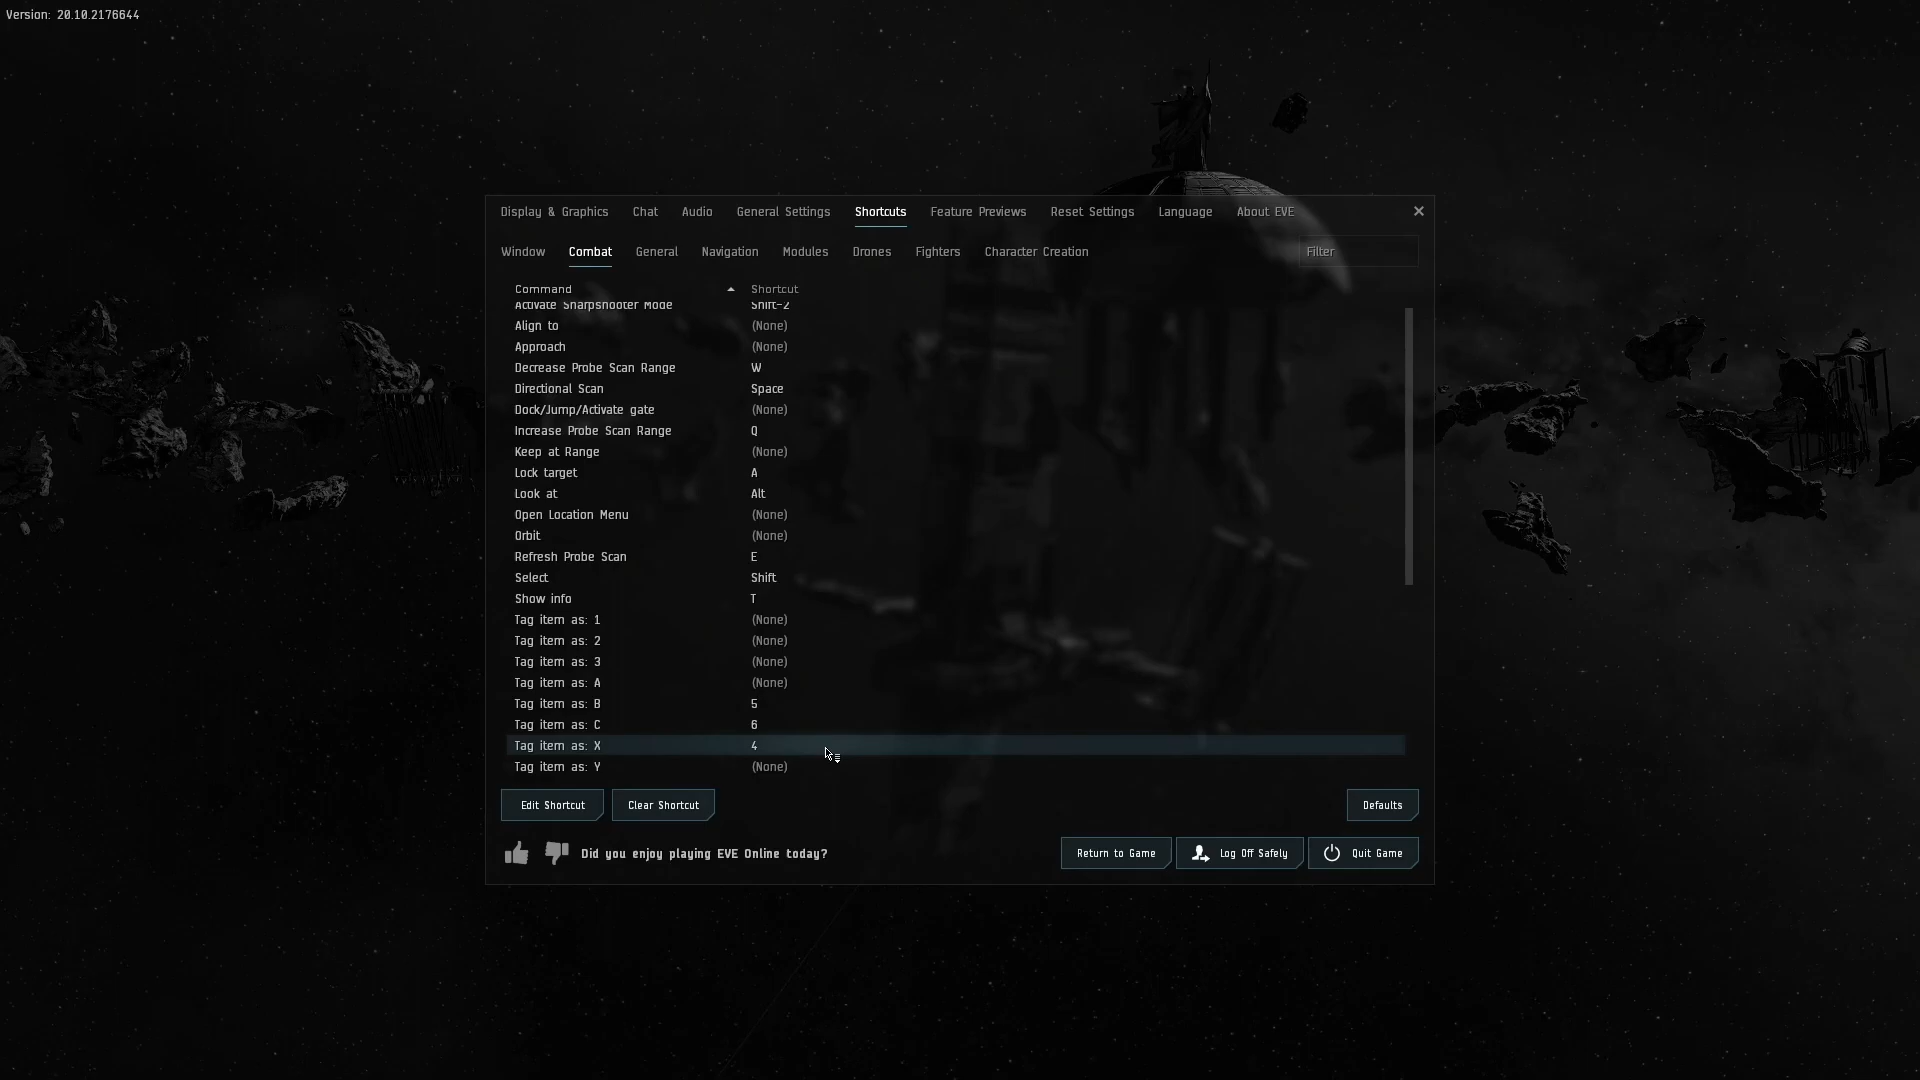 Version: 20.10.2176644
Display & Graphics Chat Audio General Settings Shortcuts Feature Previews Reset Settings Language About EVE
Window Combat General Navigation Modules Drones Fighters Character Creation Filter
Command Shortcut
Activate Sharpshooter Mode Shift-2
Align to (None)
Approach (None)
Decrease Probe Scan Range W
Directional Scan Space
Dock/Jump/Activate gate (None)
Increase Probe Scan Range Q
Keep at Range (None)
Lock target A
Look at Alt
Open Location Menu (None)
Orbit (None)
Refresh Probe Scan E
Select Shift
Show info T
Tag item as: 1 (None)
Tag item as: 2 (None)
Tag item as: 3 (None)
Tag item as: A (None)
Tag item as: B 5
Tag item as: C 6
Tag item as: X 4
Tag item as: Y (None)
Edit Shortcut Clear Shortcut Defaults
Did you enjoy playing EVE Online today? Return to Game Log Off Safely Quit Game